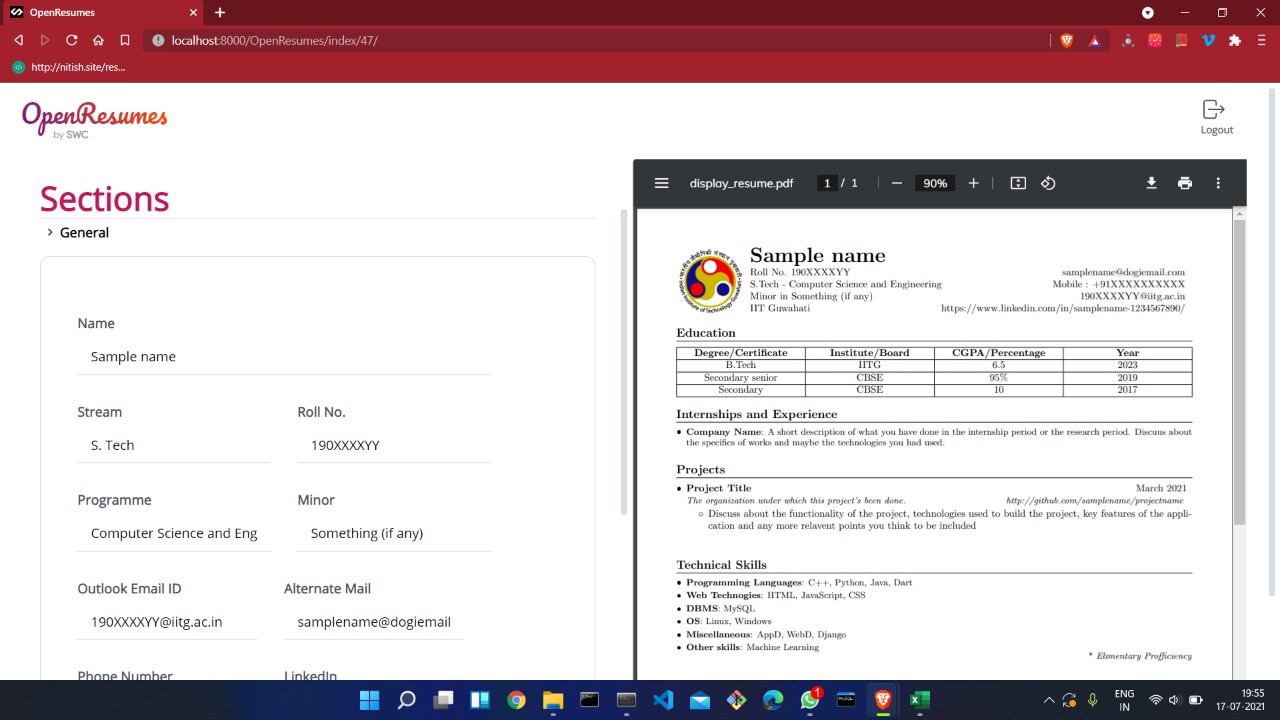 OpenResumes
localhost:8000/OpenResumes/index/47/
http://nitish.site/res...
OpenResumes
by SWC
Logout
Sections
General
Name
Sample name
Stream
Roll No.
S. Tech
190XXXXYY
Programme
Minor
Computer Science and Eng
Something (if any)
Outlook Email ID
Alternate Mail
190XXXXYY@iitg.ac.in
samplename@dogiemail
Phone Number
LinkedIn
display_resume.pdf
1 / 1
90%
Sample name
Roll No. 190XXXXYY
samplename@dogiemail.com
S.Tech - Computer Science and Engineering
Mobile : +91XXXXXXXXXX
Minor in Something (if any)
190XXXXYY@iitg.ac.in
IIT Guwahati
https://www.linkedin.com/in/samplename-1234567890/
Education
Degree/Certificate Institute/Board CGPA/Percentage Year
B.Tech IITG 6.5 2023
Secondary senior CBSE 95% 2019
Secondary CBSE 10 2017
Internships and Experience
• Company Name: A short description of what you have done in the internship period or the research period. Discuus about
the specifics of works and maybe the technologies you had used.
Projects
• Project Title March 2021
The organization under which this project's been done. http://github.com/samplename/projectname
Discuss about the functionality of the project, technologies used to build the project, key features of the appli-
cation and any more relavent points you think to be included
Technical Skills
• Programming Languages: C++, Python, Java, Dart
• Web Technogies: HTML, JavaScript, CSS
• DBMS: MySQL
• OS: Linux, Windows
• Miscellaneous: AppD, WebD, Django
• Other skills: Machine Learning
* Elimentary Profficiency
1
ENG
IN
19:55
17-07-2021